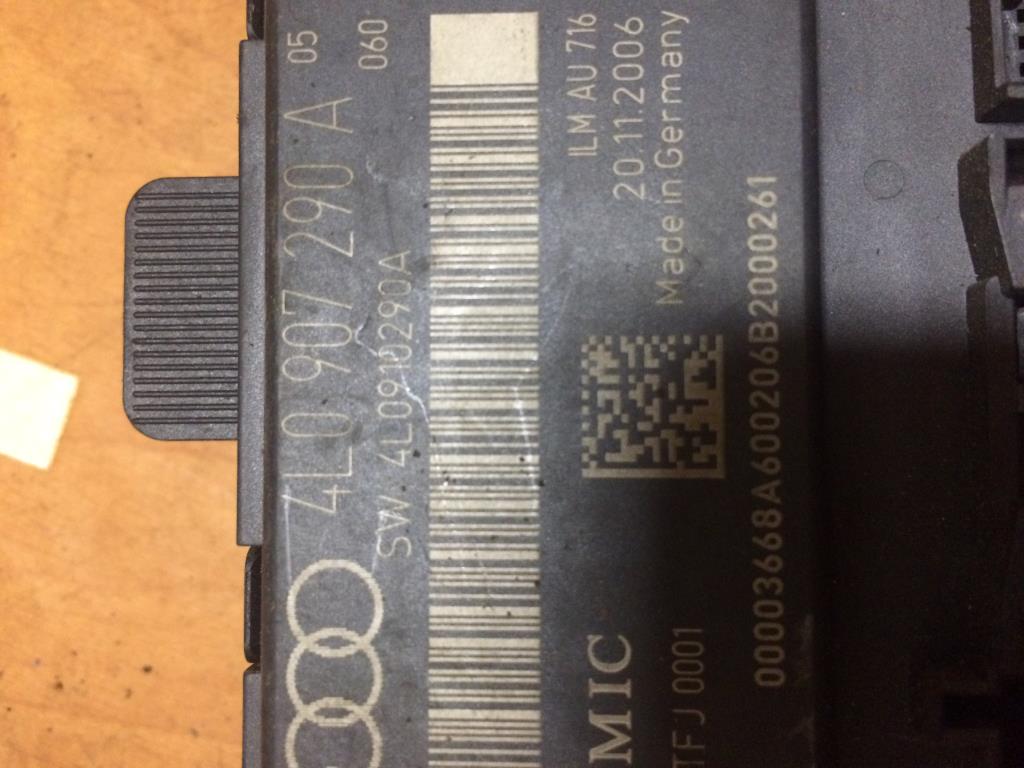 4L0 907 290 A 05
SW 4L0910290A 060
ILM AU 716
20.11.2006
Made in Germany
MIC
TFJ 0001
00003668A600206B2000261